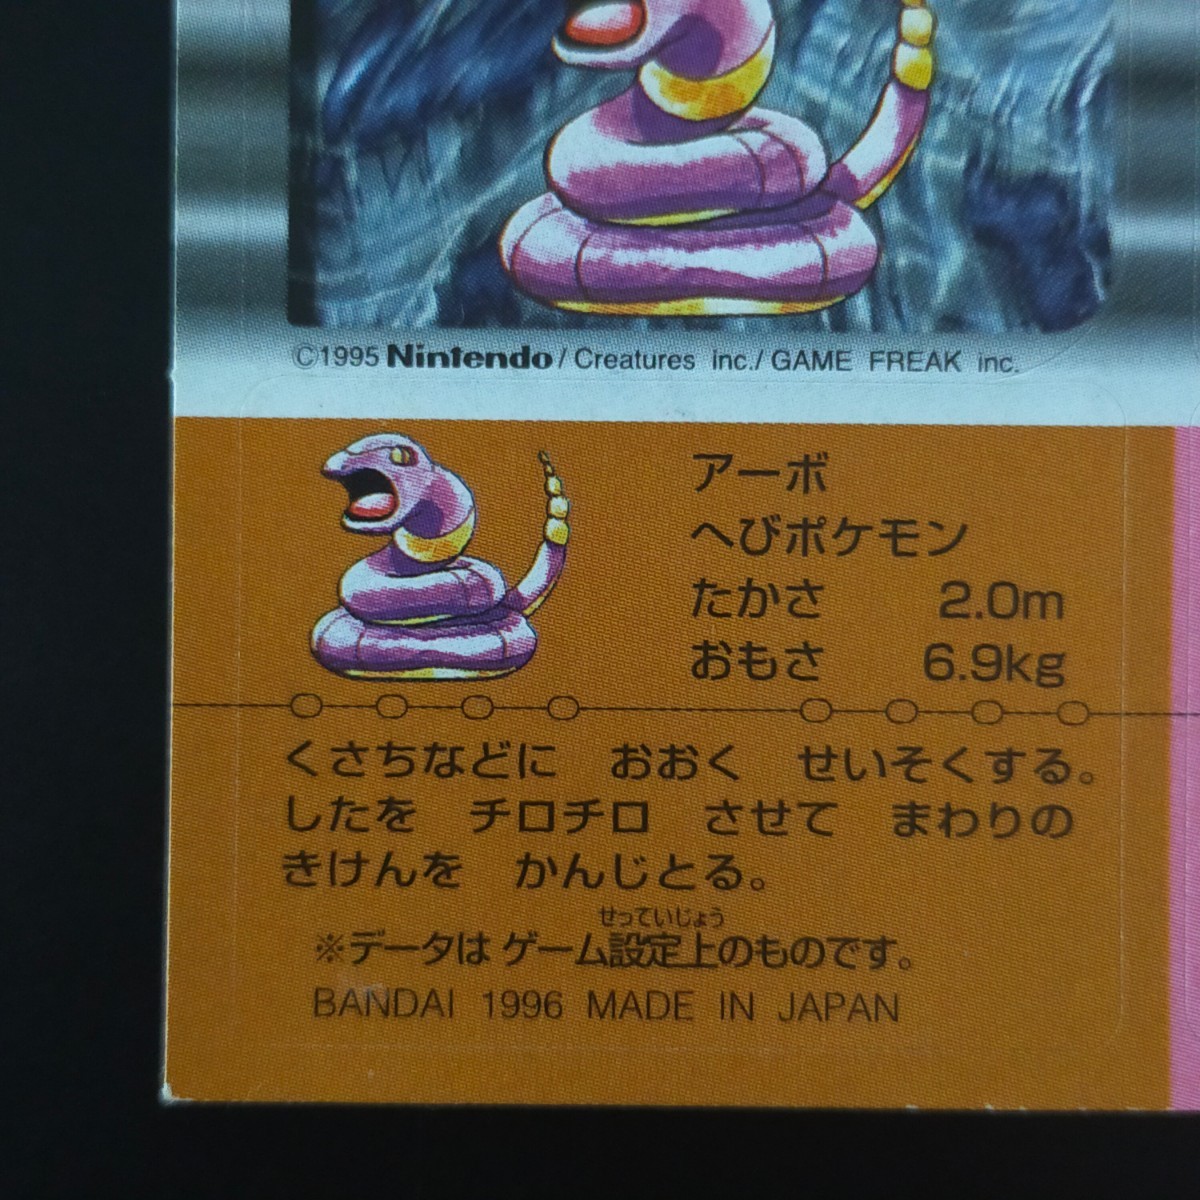 ©1995 Nintendo / Creatures inc./ GAME FREAK inc.
アーボ
へびポケモン
たかさ 2.0m
おもさ 6.9kg
くさちなどに おおく せいそくする。
したを チロチロ させて まわりの
きけんを かんじとる。
せっていじょう
※データは ゲーム設定上のものです。
BANDAI 1996 MADE IN JAPAN